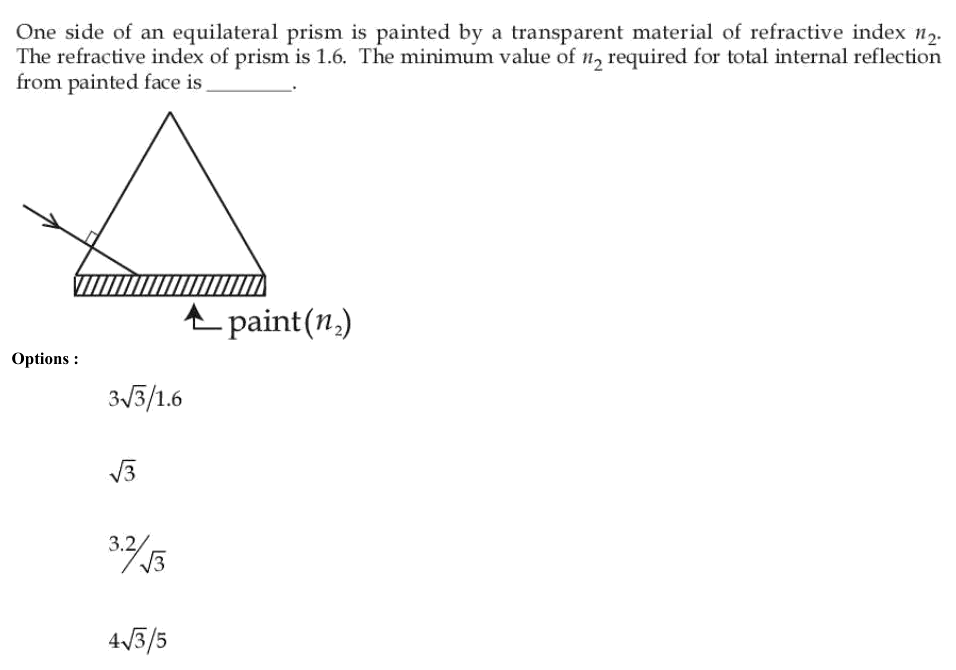 One side of an equilateral prism is painted by a transparent material of refractive index n₂.
The refractive index of prism is 1.6. The minimum value of n₂ required for total internal reflection
from painted face is ________.
paint(n₂)
Options :
3√3/1.6
√3
3.2/√3
4√3/5